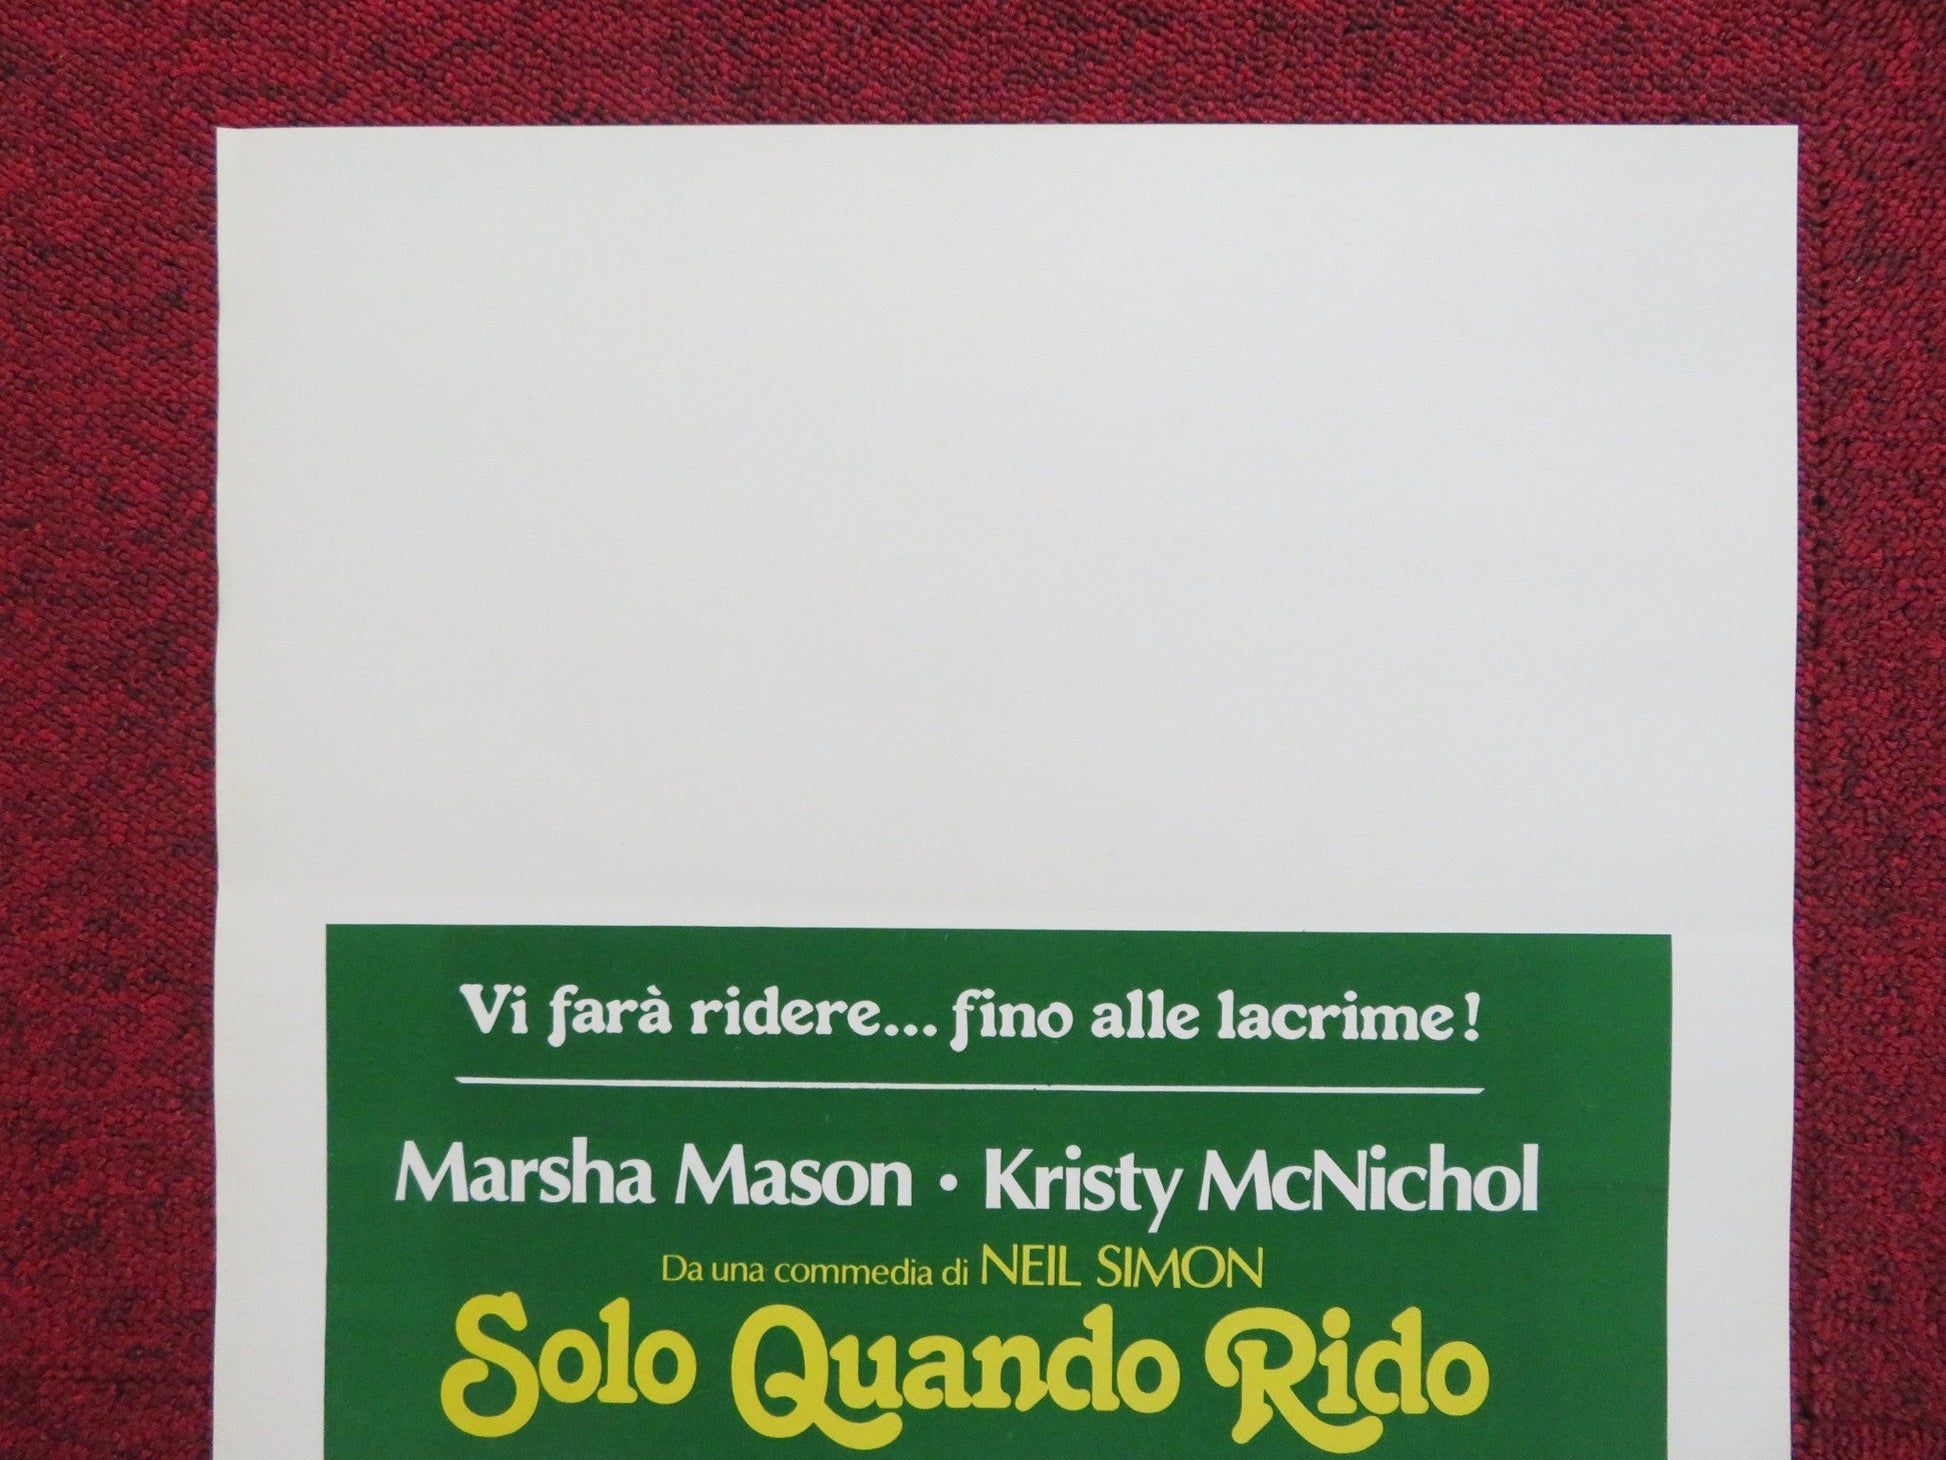 Vi farà ridere... fino alle lacrime!
Marsha Mason • Kristy McNichol
Da una commedia di NEIL SIMON
Solo Quando Rido